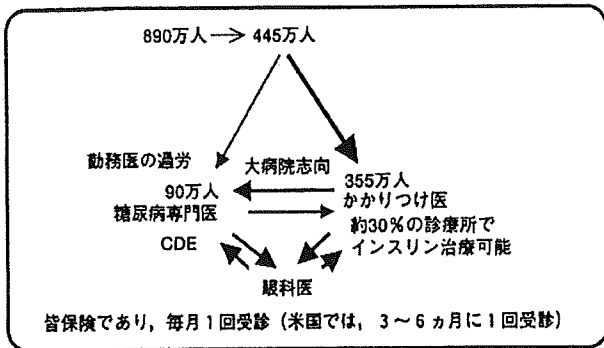 890万人→445万人
勤務医の過労
大病院志向
90万人
糖尿病専門医
CDE
355万人
かかりつけ医
約30%の診療所で
インスリン治療可能
眼科医
皆保険であり，毎月1回受診（米国では，3～6ヵ月に1回受診）